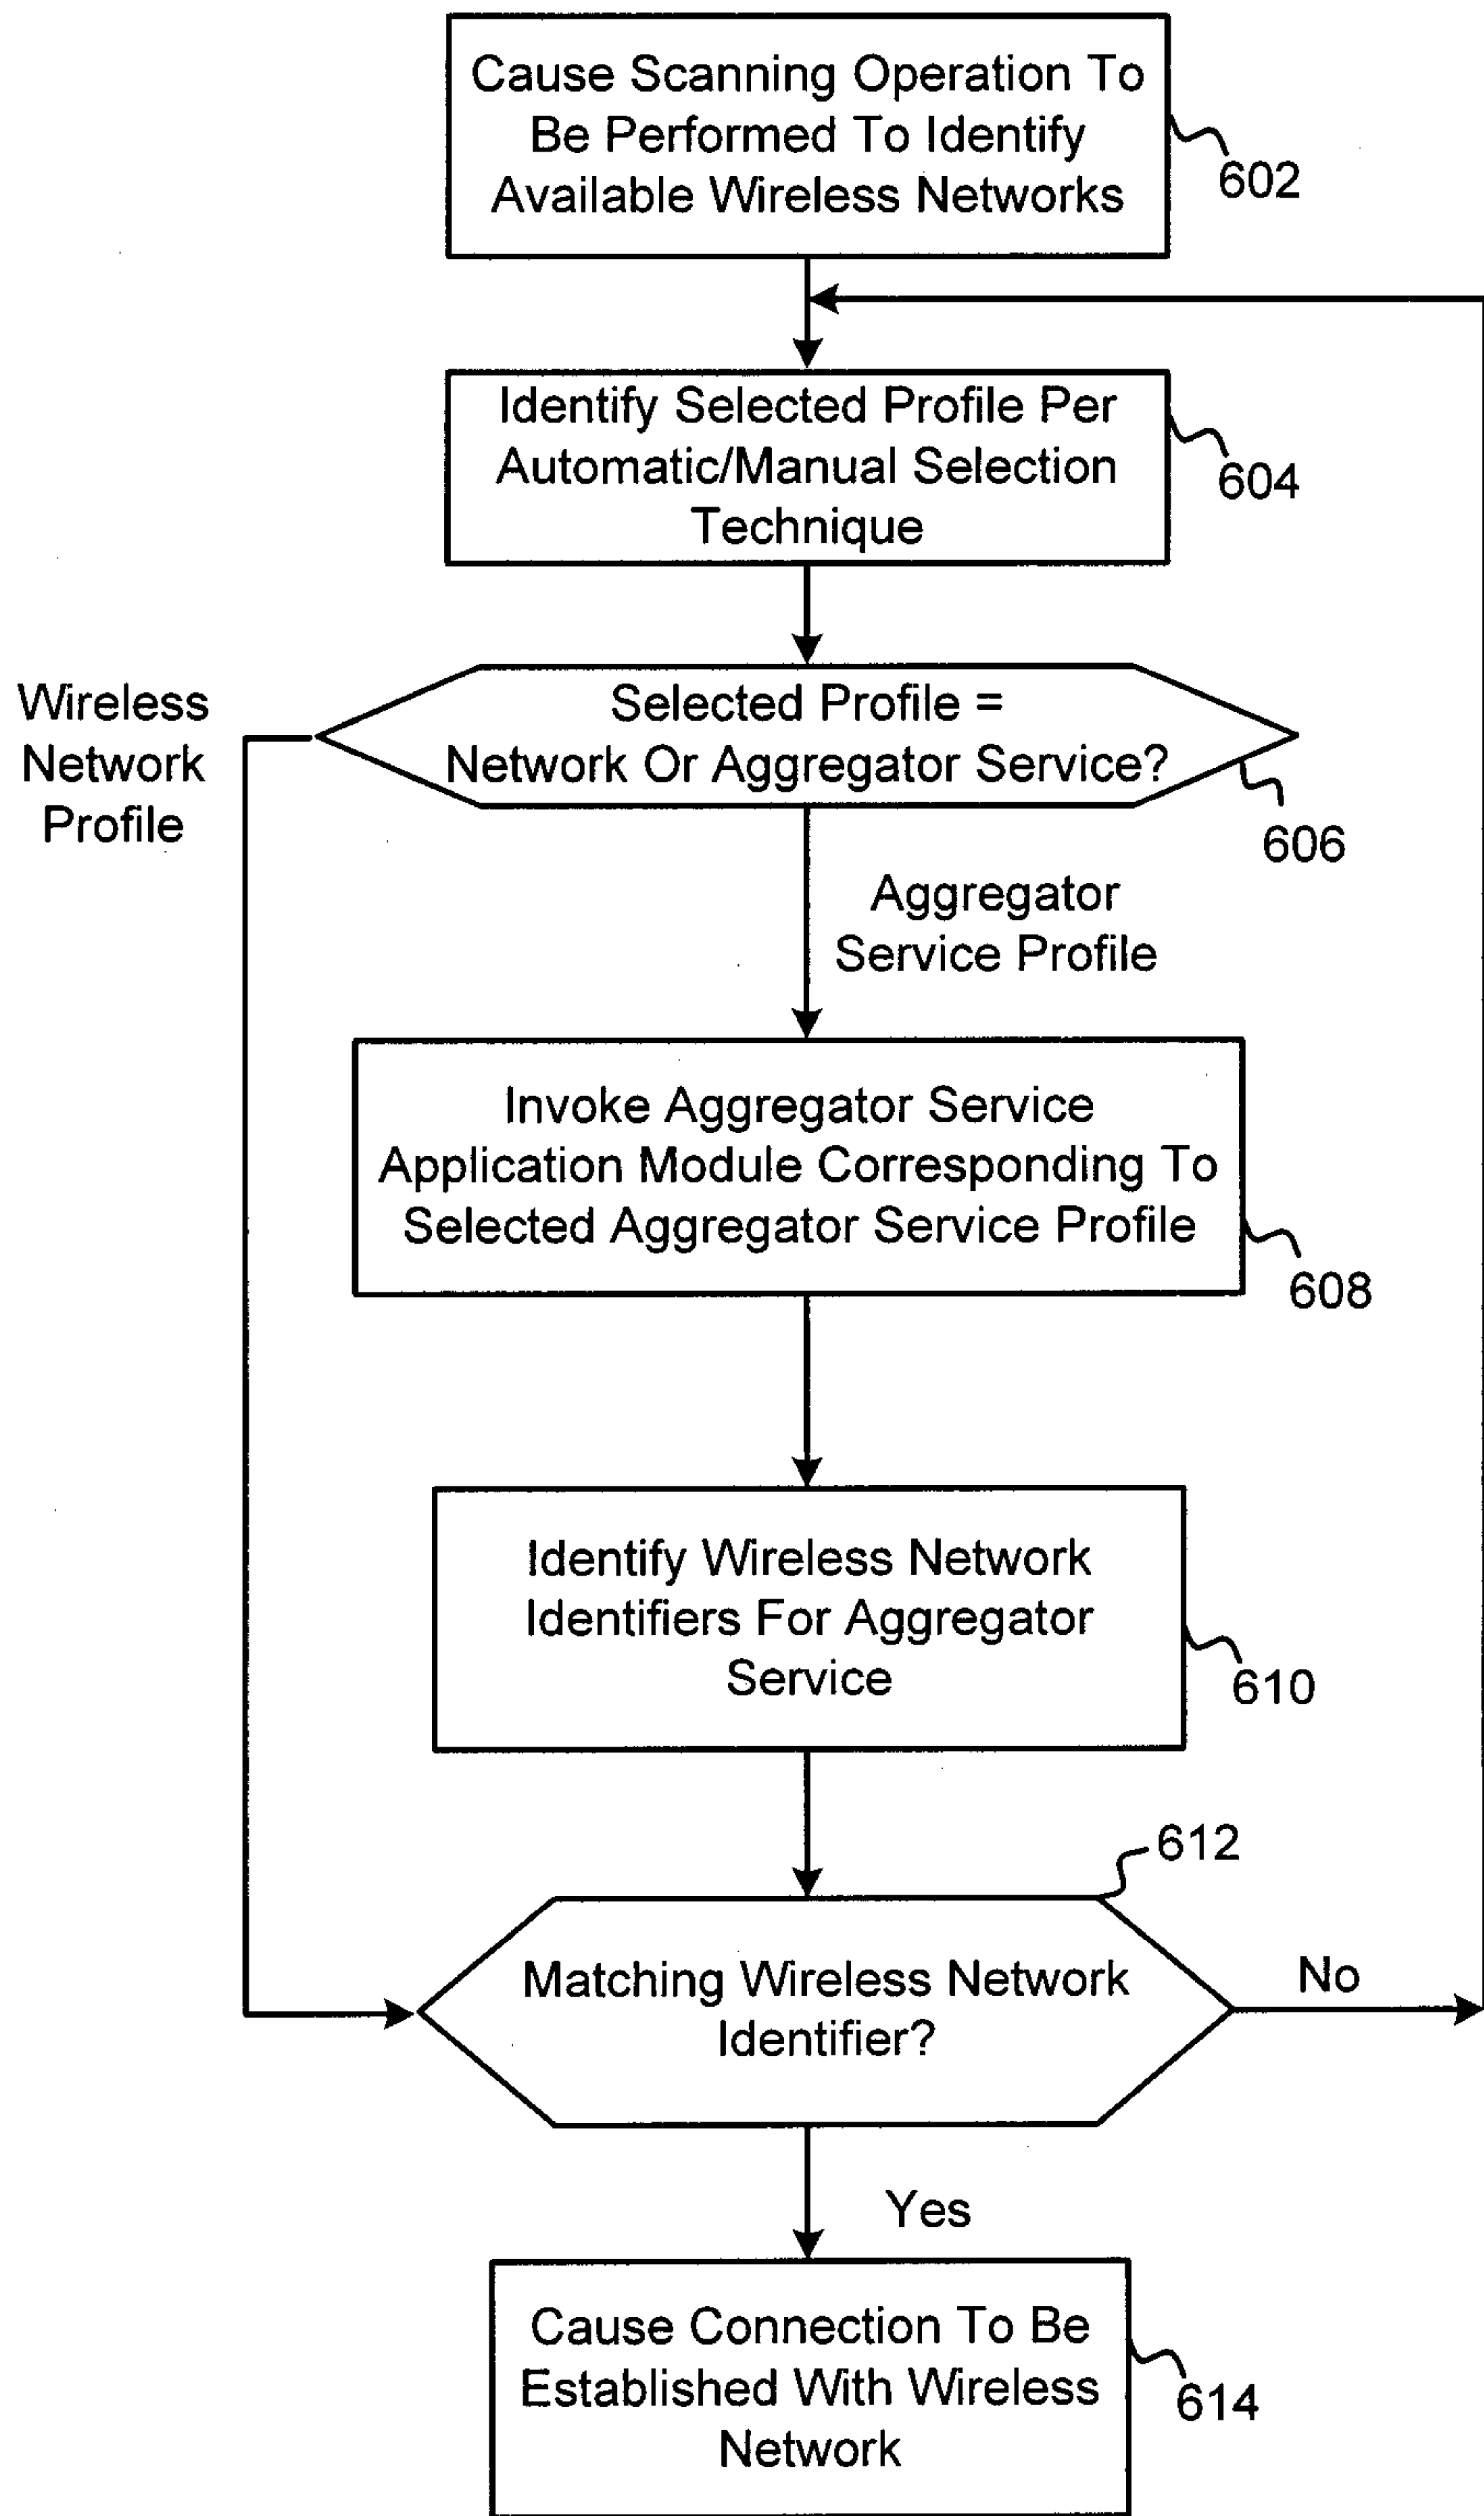 Cause Scanning Operation To
Be Performed To Identify
Available Wireless Networks
602
Identify Selected Profile Per
Automatic/Manual Selection
Technique
604
Wireless
Network
Profile
Selected Profile =
Network Or Aggregator Service?
606
Aggregator
Service Profile
Invoke Aggregator Service
Application Module Corresponding To
Selected Aggregator Service Profile
608
Identify Wireless Network
Identifiers For Aggregator
Service
610
612
Matching Wireless Network
Identifier?
No
Yes
Cause Connection To Be
Established With Wireless
Network
614